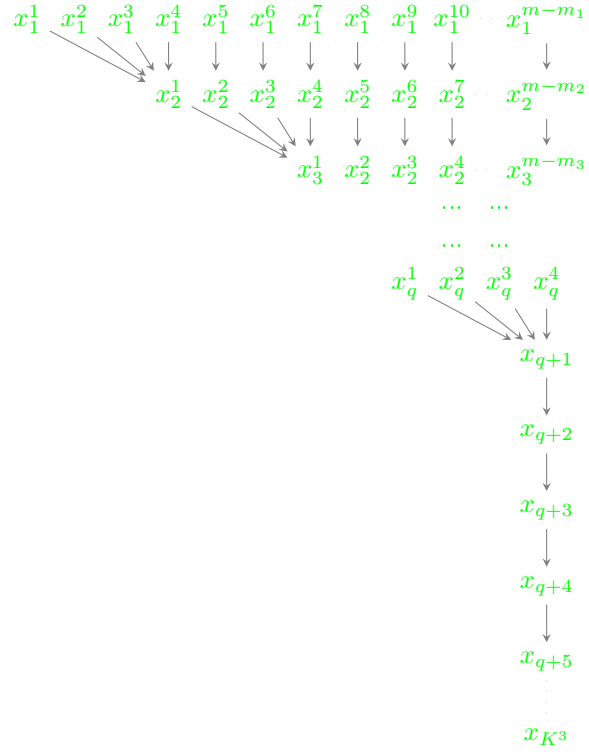 x_1^1 x_1^2 x_1^3 x_1^4 x_1^5 x_1^6 x_1^7 x_1^8 x_1^9 x_1^{10} ... x_1^{m-m_1}
x_2^1 x_2^2 x_2^3 x_2^4 x_2^5 x_2^6 x_2^7 ... x_2^{m-m_2}
x_3^1 x_2^2 x_2^3 x_2^4 ... x_3^{m-m_3}
... ...
... ...
x_q^1 x_q^2 x_q^3 x_q^4
x_{q+1}
x_{q+2}
x_{q+3}
x_{q+4}
x_{q+5}
x_{K^3}